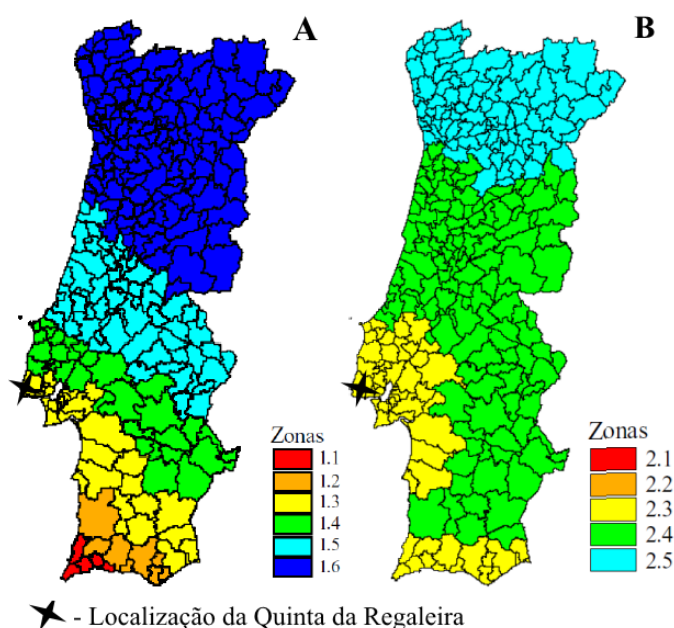 A
B
Zonas
1.1
1.2
1.3
1.4
1.5
1.6
Zonas
2.1
2.2
2.3
2.4
2.5
- Localização da Quinta da Regaleira